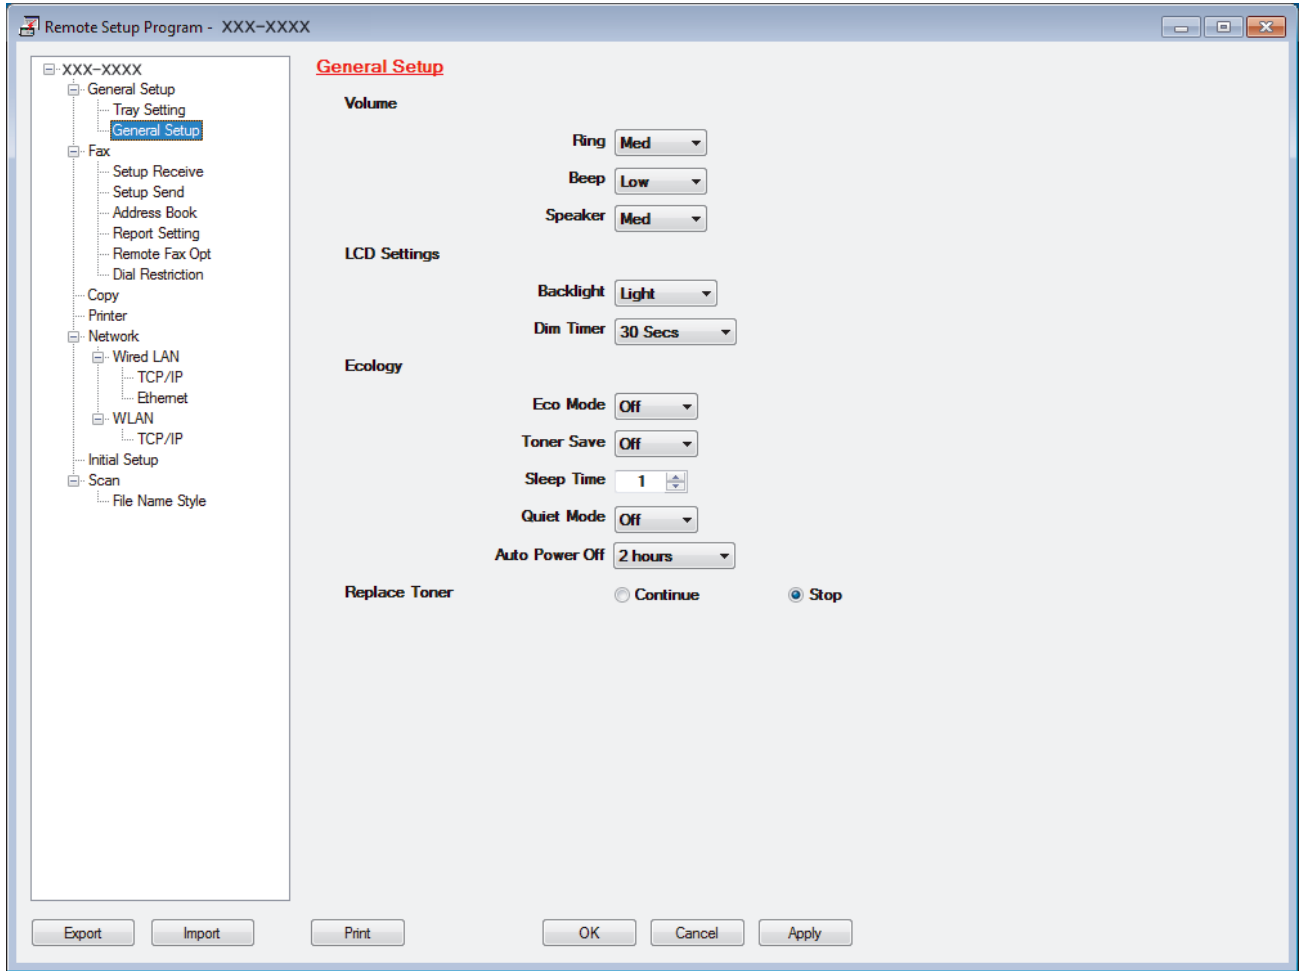 Remote Setup Program - XXX-XXXX
XXX-XXXX
General Setup
Tray Setting
General Setup
Fax
Setup Receive
Setup Send
Address Book
Report Setting
Remote Fax Opt
Dial Restriction
Copy
Printer
Network
Wired LAN
TCP/IP
Ethernet
WLAN
TCP/IP
Initial Setup
Scan
File Name Style
General Setup
Volume
Ring Med
Beep Low
Speaker Med
LCD Settings
Backlight Light
Dim Timer 30 Secs
Ecology
Eco Mode Off
Toner Save Off
Sleep Time 1
Quiet Mode Off
Auto Power Off 2 hours
Replace Toner Continue Stop
Export Import Print OK Cancel Apply